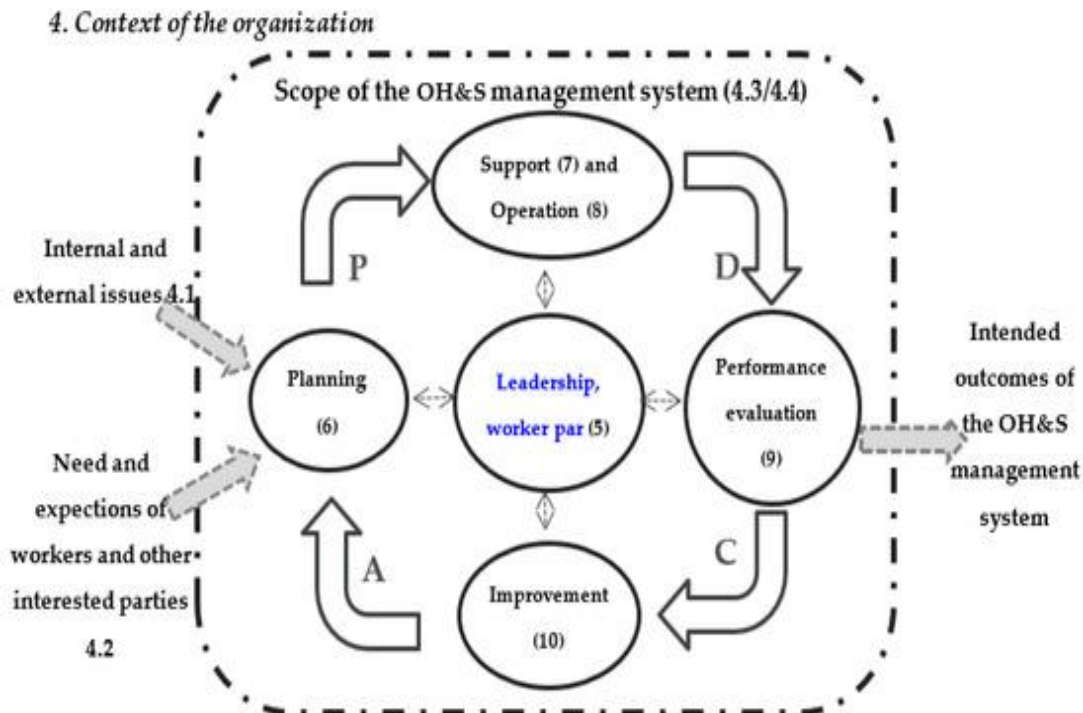 4. Context of the organization
Scope of the OH&S management system (4.3/4.4)
Support (7) and
Operation (8)
P
D
Internal and
external issues 4.1
Planning
(6)
Leadership,
worker par (5)
Performance
evaluation
(9)
Intended
outcomes of
the OH&S
management
system
Need and
expections of
workers and other
interested parties
4.2
A
C
Improvement
(10)